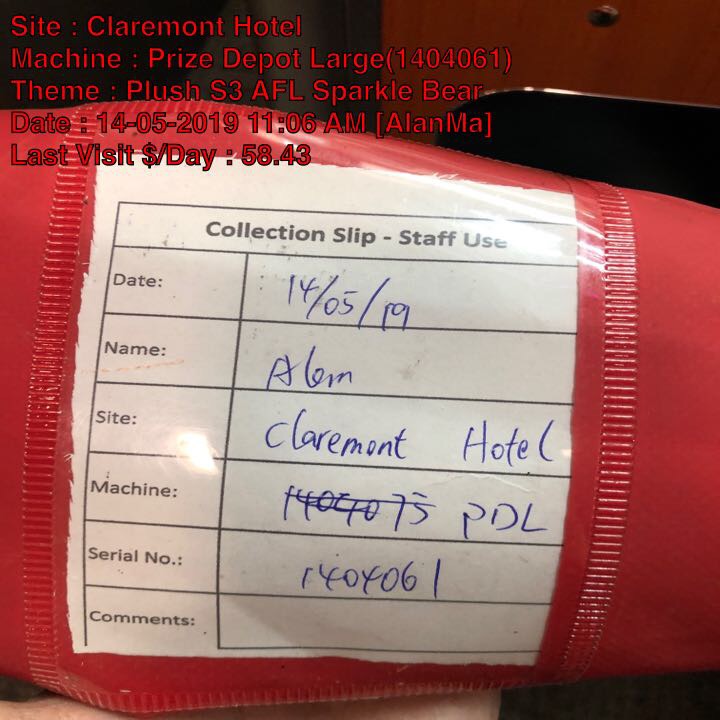 Site : Claremont Hotel
Machine : Prize Depot Large(1404061)
Theme : Plush S3 AFL Sparkle Bear
Date : 14-05-2019 11:06 AM [AlanMa]
Last Visit $/Day : 58.43
Collection Slip - Staff Use
Date: 14/05/19
Name: Alan
Site: Claremont Hotel
Machine: 1404075 PDL
Serial No.: 1404061
Comments: